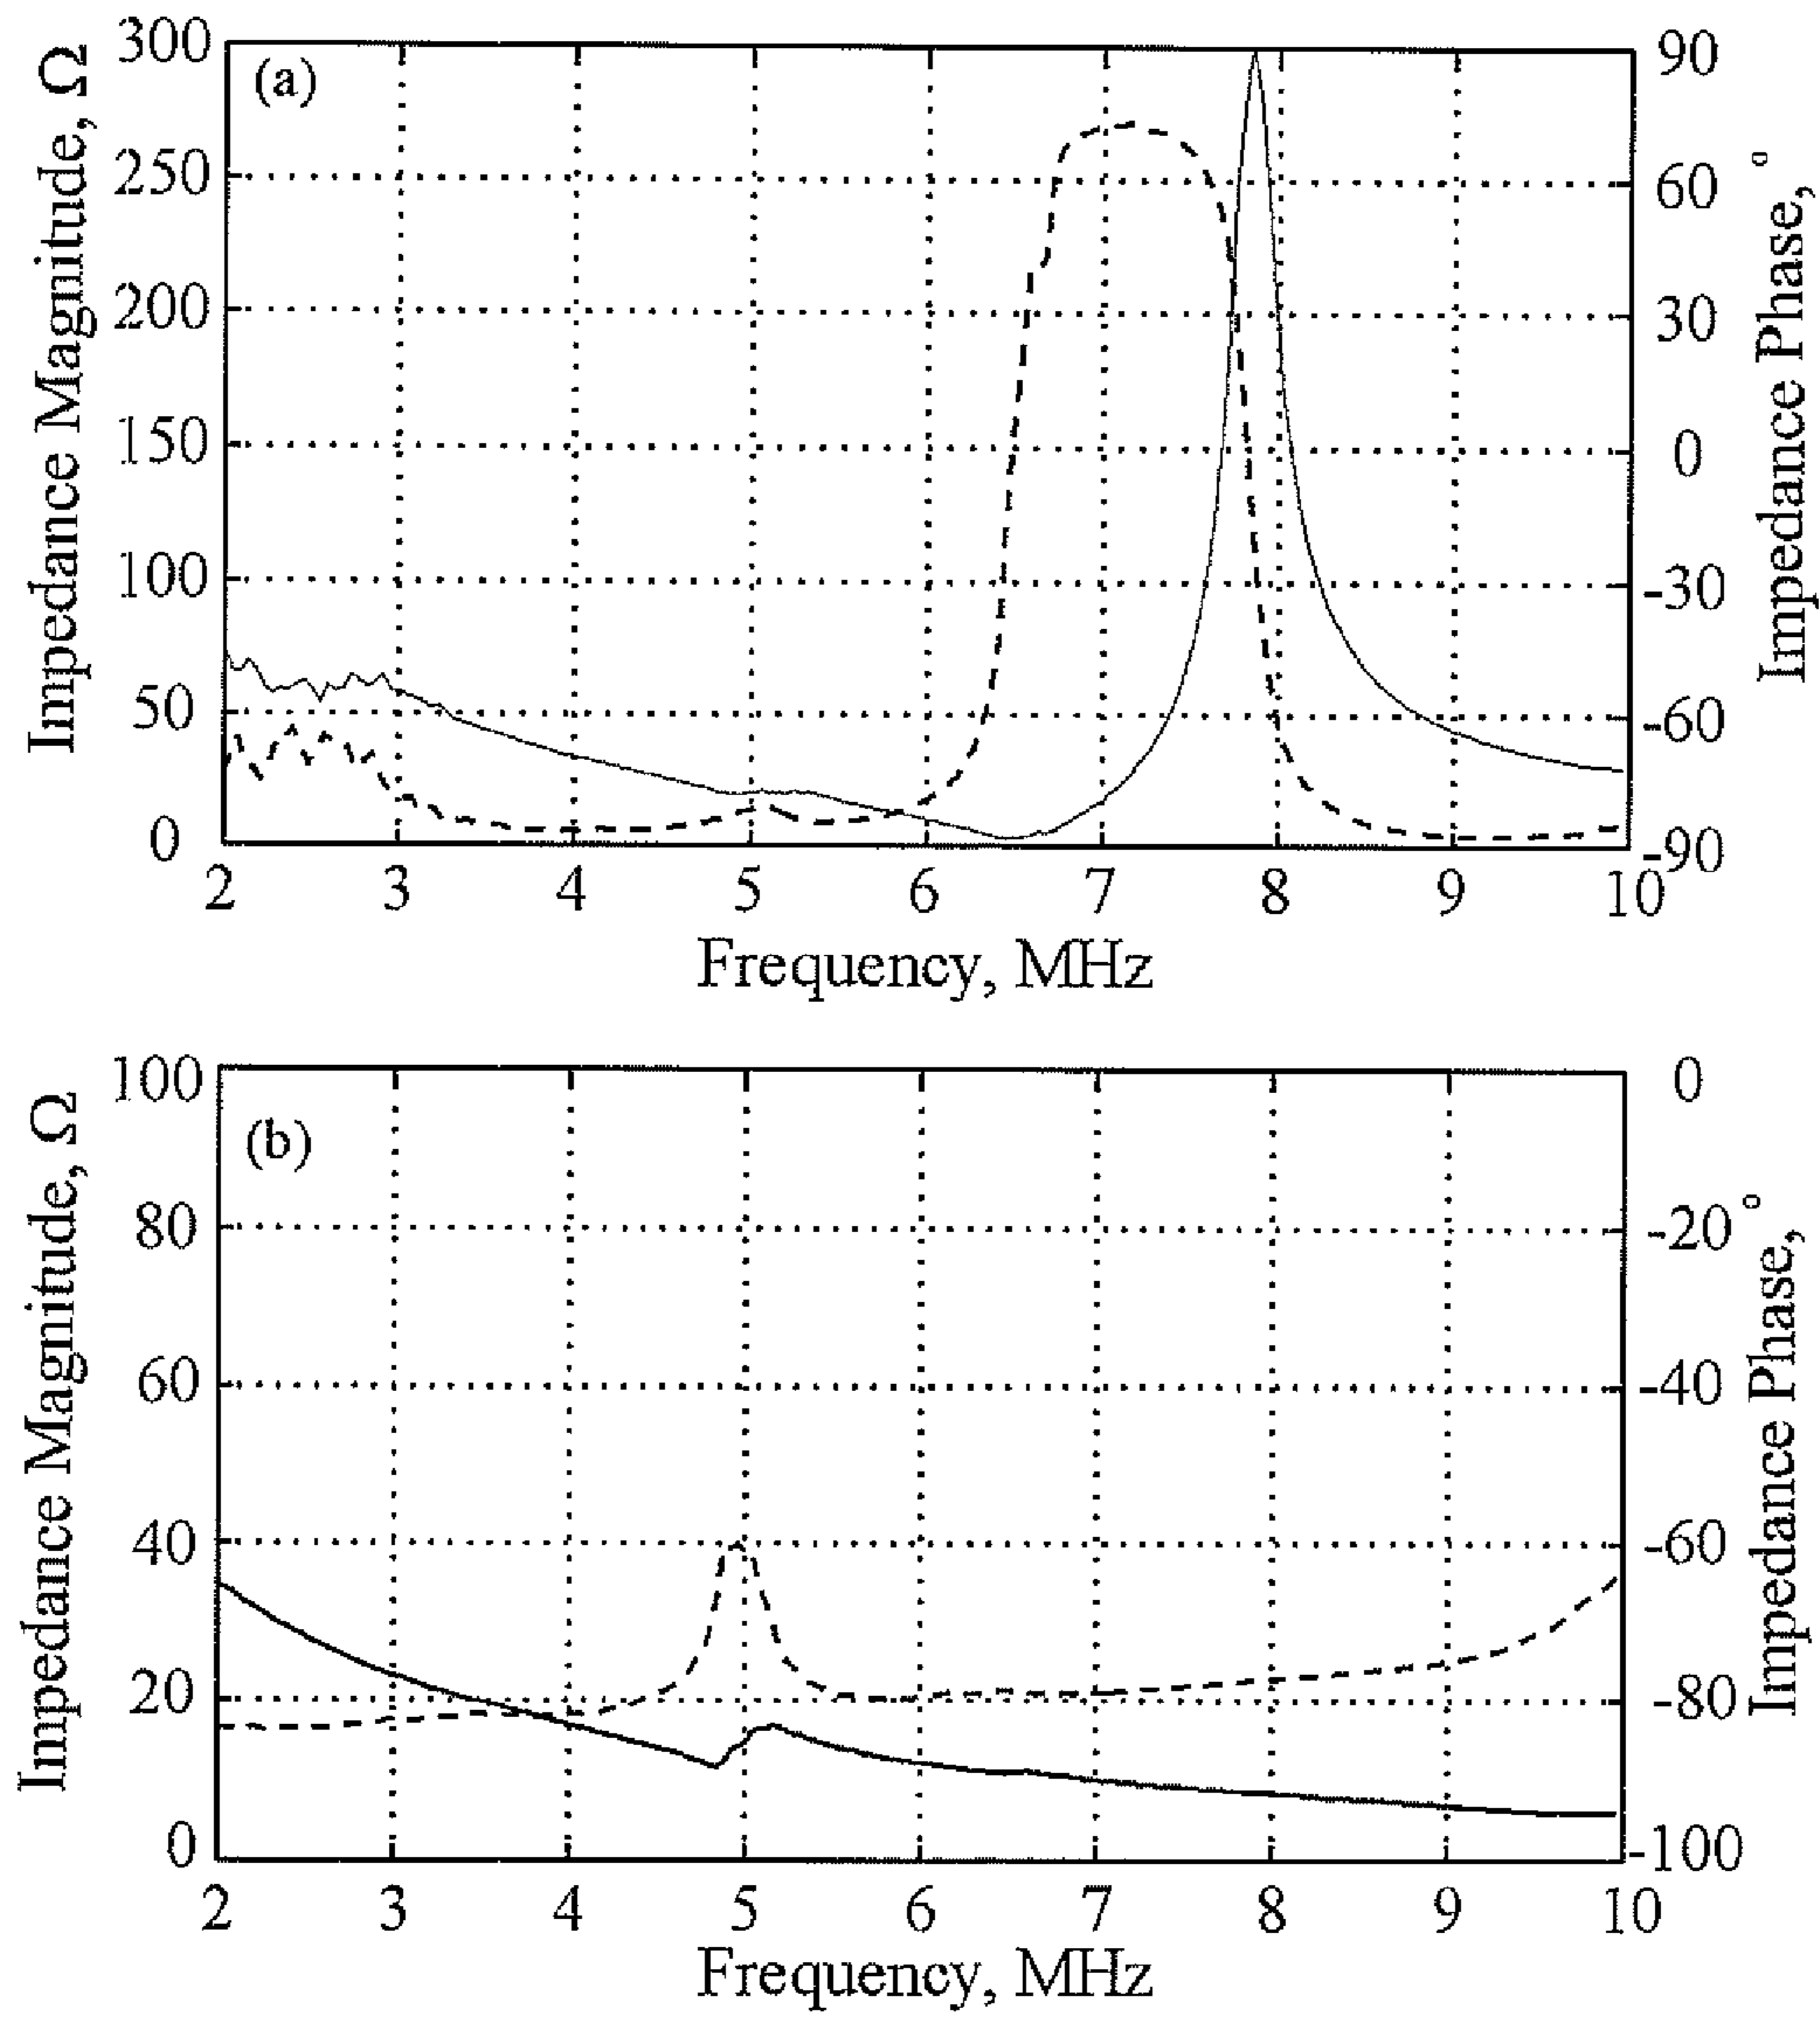 (a)
Impedance Magnitude, Ω
300
250
200
150
100
50
0
90
60
30
0
-30
-60
-90
Impedance Phase, °
2 3 4 5 6 7 8 9 10
Frequency, MHz
(b)
Impedance Magnitude, Ω
100
80
60
40
20
0
0
-20
-40
-60
-80
-100
Impedance Phase, °
2 3 4 5 6 7 8 9 10
Frequency, MHz